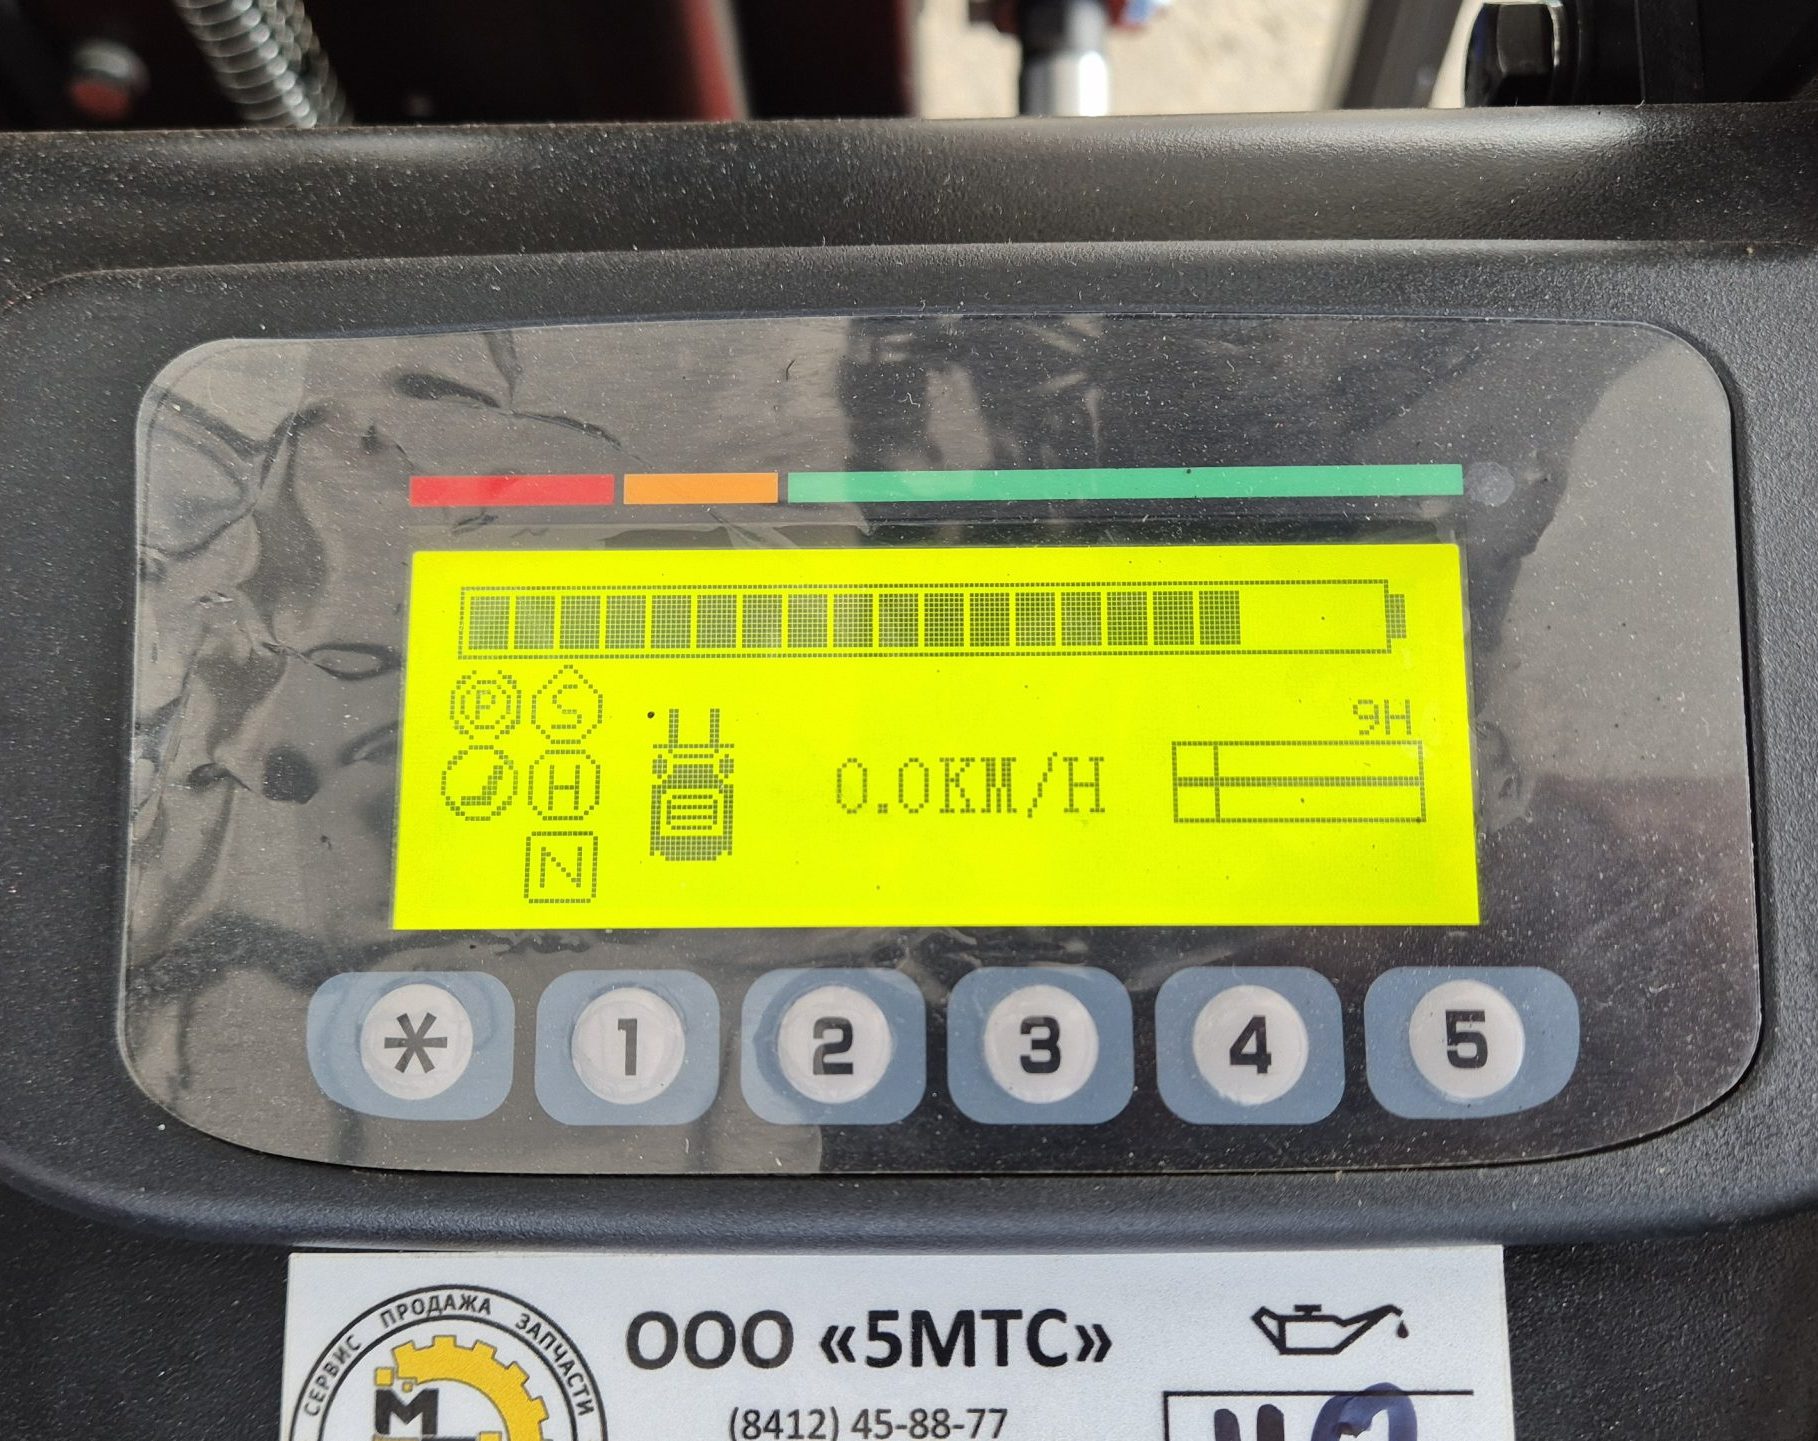 P S
9H
H
0.0KM/H
N
* 1 2 3 4 5
СЕРВИС ПРОДАЖА ЗАПЧАСТИ
ООО «5МТС»
М
(8412) 45-88-77